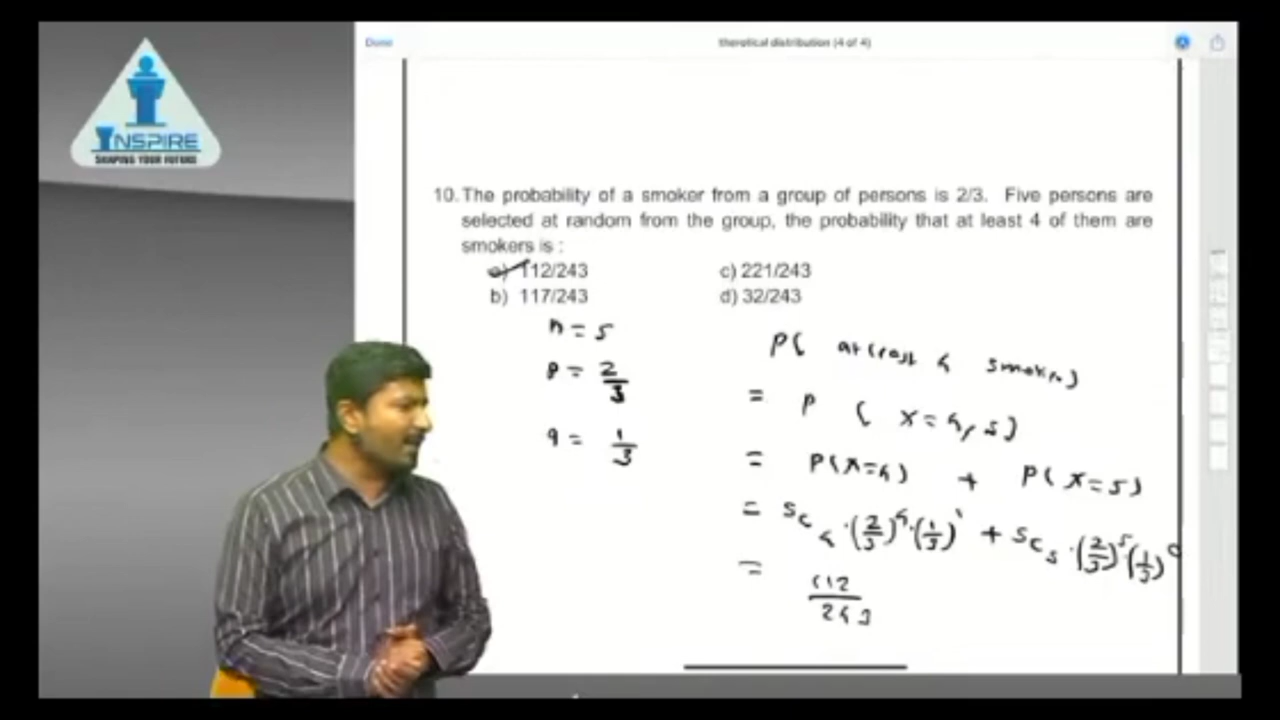 INSPIRE
SHAPING YOUR FUTURE
Done
therotical distribution (4 of 4)
10. The probability of a smoker from a group of persons is 2/3. Five persons are
selected at random from the group, the probability that at least 4 of them are
smokers is :
a) 112/243
c) 221/243
b) 117/243
d) 32/243
n = 5
p = 2/3
q = 1/3
P( at least 4 smokers)
= P ( x = 4, 5)
= P(x=4) + P(x=5)
= 5C4 · (2/3)^4 · (1/3)^1 + 5C5 · (2/3)^5 (1/3)^0
= 112/243